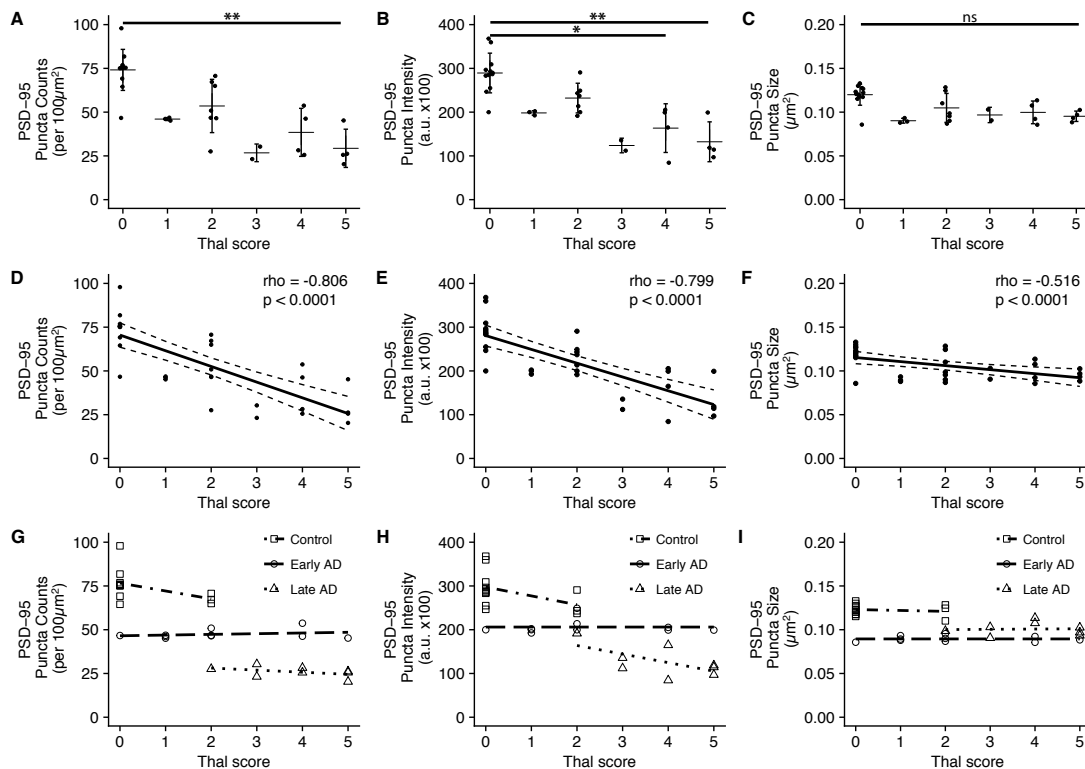 A
**
PSD−95
Puncta Counts
(per 100µm²)
100
75
50
25
0
0 1 2 3 4 5
Thal score
B
**
*
PSD−95
Puncta Intensity
(a.u. x100)
400
300
200
100
0 1 2 3 4 5
Thal score
C
ns
PSD−95
Puncta Size
(µm²)
0.20
0.15
0.10
0.05
0.00
0 1 2 3 4 5
Thal score
D
rho = -0.806
p < 0.0001
PSD−95
Puncta Counts
(per 100µm²)
100
75
50
25
0
0 1 2 3 4 5
Thal score
E
rho = -0.799
p < 0.0001
PSD−95
Puncta Intensity
(a.u. x100)
400
300
200
100
0 1 2 3 4 5
Thal score
F
rho = -0.516
p < 0.0001
PSD−95
Puncta Size
(µm²)
0.20
0.15
0.10
0.05
0.00
0 1 2 3 4 5
Thal score
G
Control
Early AD
Late AD
PSD−95
Puncta Counts
(per 100µm²)
100
75
50
25
0
0 1 2 3 4 5
Thal score
H
Control
Early AD
Late AD
PSD−95
Puncta Intensity
(a.u. x100)
400
300
200
100
0 1 2 3 4 5
Thal score
I
Control
Early AD
Late AD
PSD−95
Puncta Size
(µm²)
0.20
0.15
0.10
0.05
0.00
0 1 2 3 4 5
Thal score